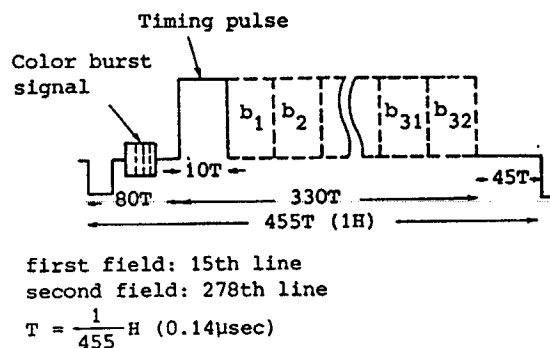 Timing pulse
Color burst
signal
b1 b2 b31 b32
10T
80T 330T 45T
455T (1H)
first field: 15th line
second field: 278th line
T = 1/455 H (0.14μsec)